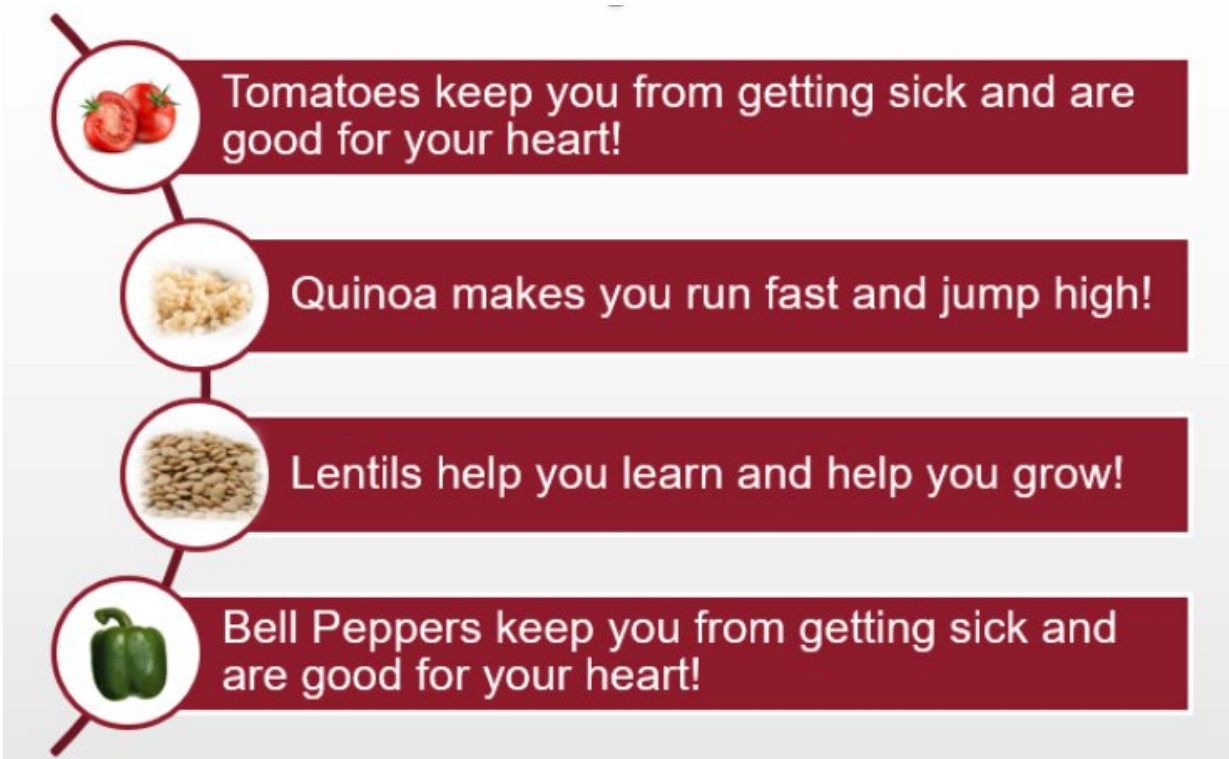 Tomatoes keep you from getting sick and are
good for your heart!
Quinoa makes you run fast and jump high!
Lentils help you learn and help you grow!
Bell Peppers keep you from getting sick and
are good for your heart!